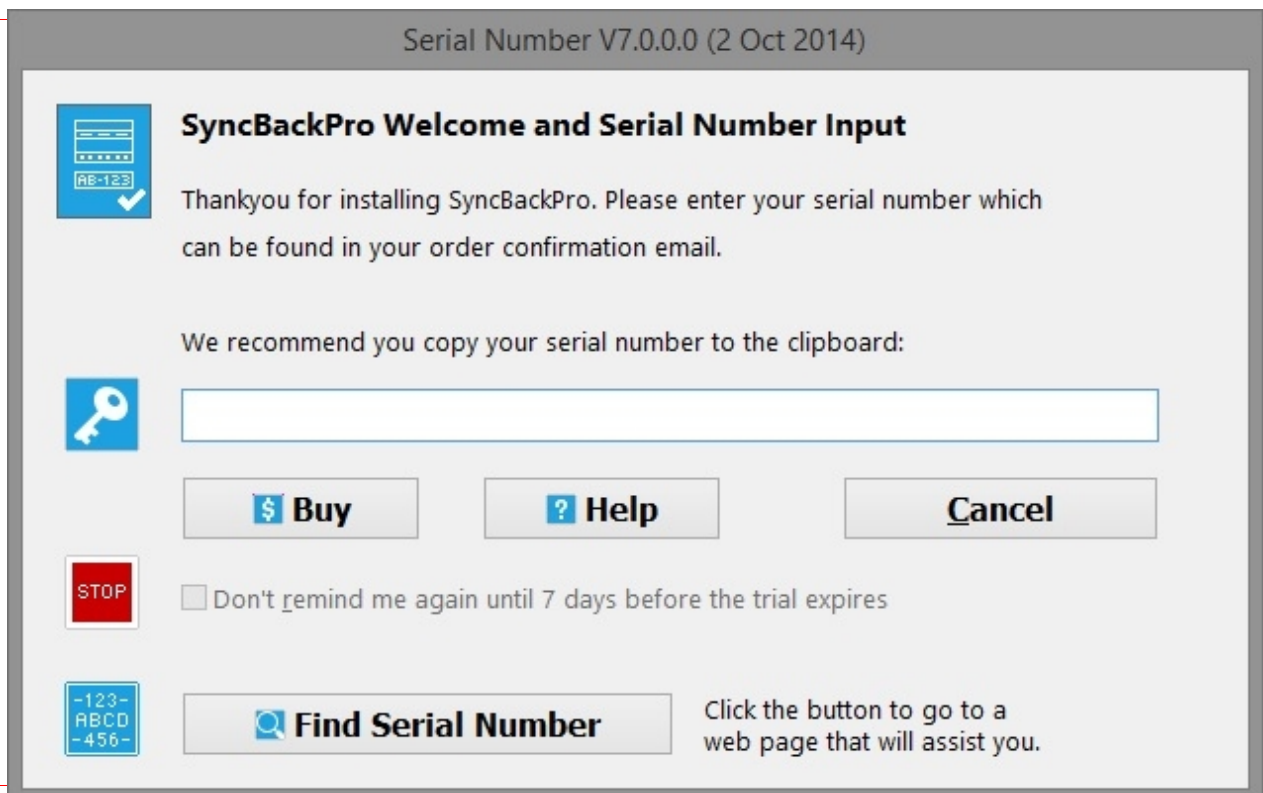 Serial Number V7.0.0.0 (2 Oct 2014)
SyncBackPro Welcome and Serial Number Input
AB-123
Thankyou for installing SyncBackPro. Please enter your serial number which
can be found in your order confirmation email.
We recommend you copy your serial number to the clipboard:
$ Buy
? Help
Cancel
STOP
Don't remind me again until 7 days before the trial expires
-123-
ABCD
-456-
Find Serial Number
Click the button to go to a
web page that will assist you.